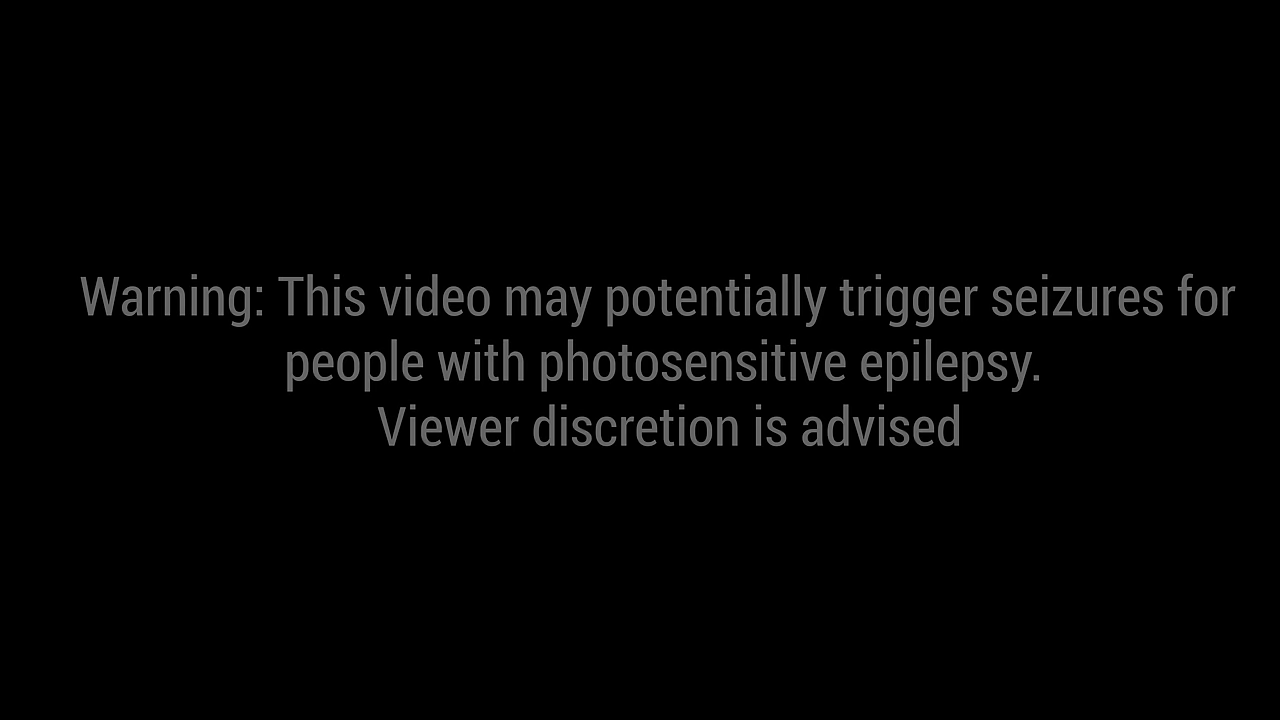 Warning: This video may potentially trigger seizures for
people with photosensitive epilepsy.
Viewer discretion is advised